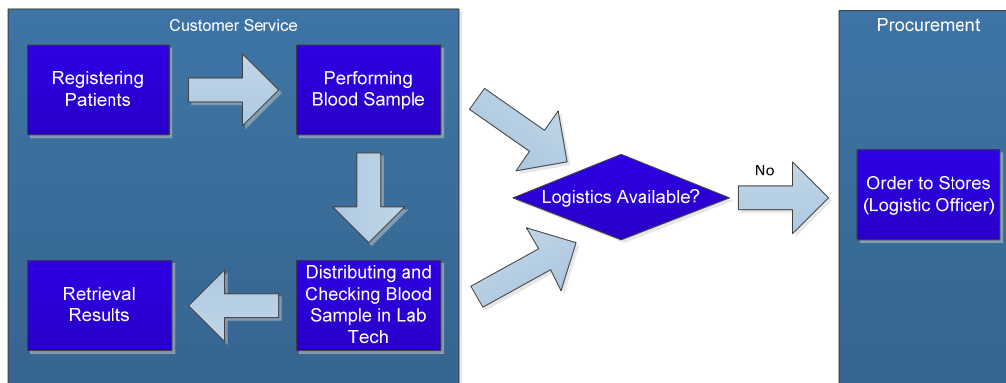 Customer Service
Registering
Patients
Performing
Blood Sample
Retrieval
Results
Distributing and
Checking Blood
Sample in Lab
Tech
Logistics Available?
No
Procurement
Order to Stores
(Logistic Officer)